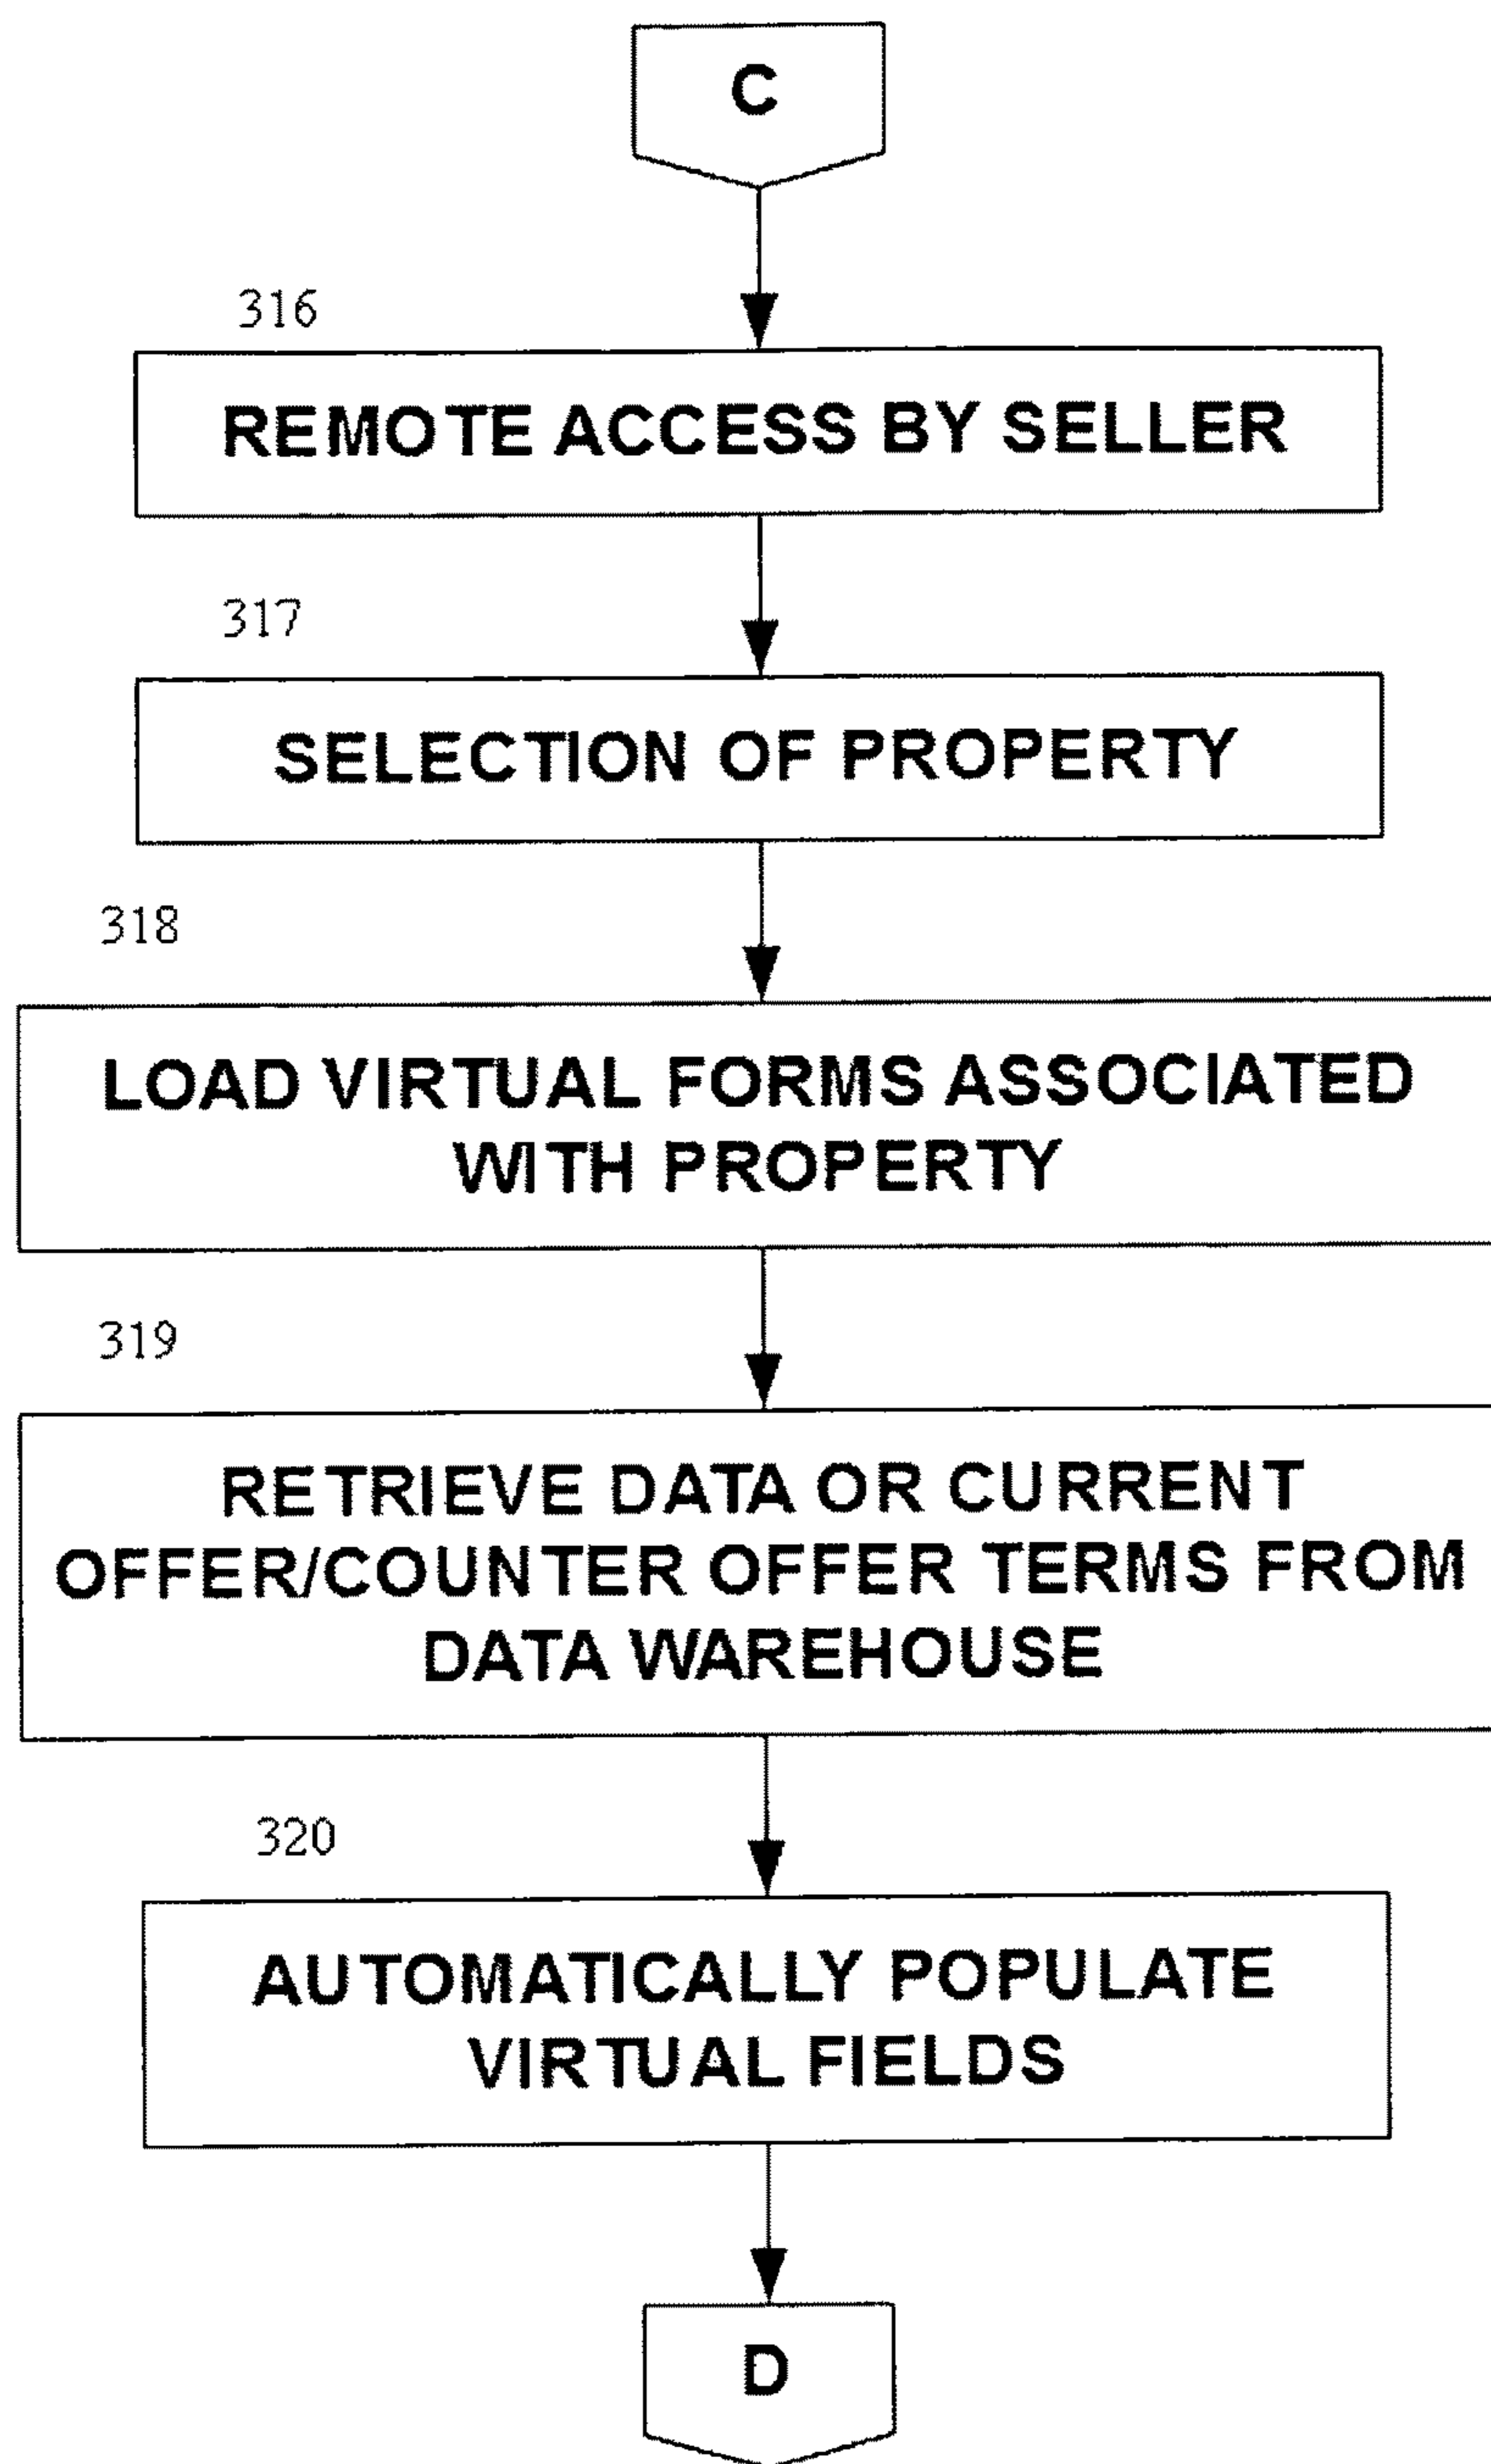 C
316
REMOTE ACCESS BY SELLER
317
SELECTION OF PROPERTY
318
LOAD VIRTUAL FORMS ASSOCIATED
WITH PROPERTY
319
RETRIEVE DATA OR CURRENT
OFFER/COUNTER OFFER TERMS FROM
DATA WAREHOUSE
320
AUTOMATICALLY POPULATE
VIRTUAL FIELDS
D